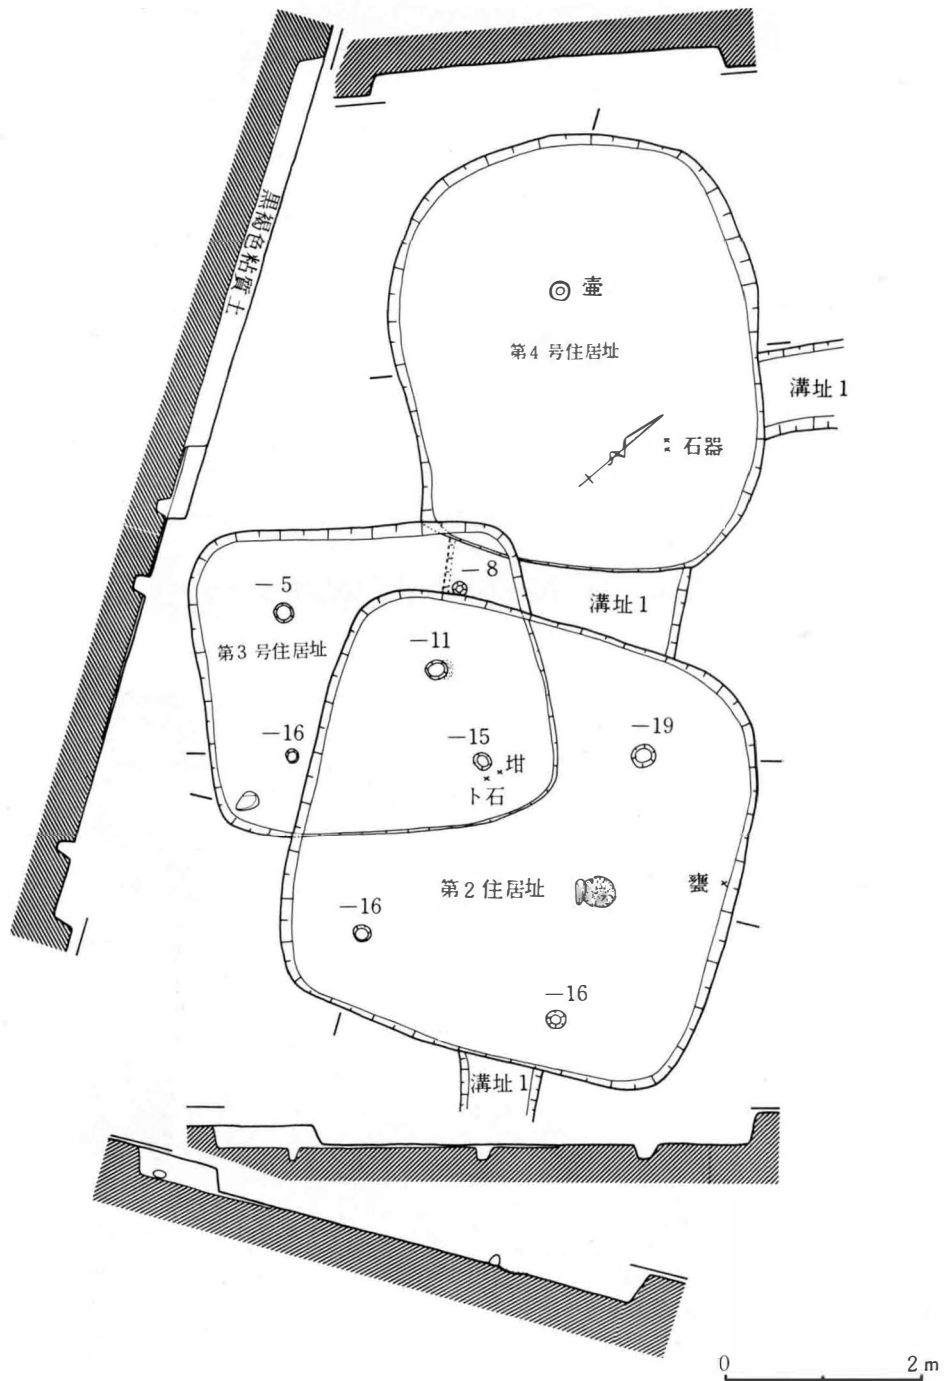 黒褐色粘質土
壷
第4号住居址
溝址1
石器
－8
－5
溝址1
第3号住居址
－11
－19
－16
－15
坩
ト石
第2住居址
甕
－16
－16
溝址1
0 2m